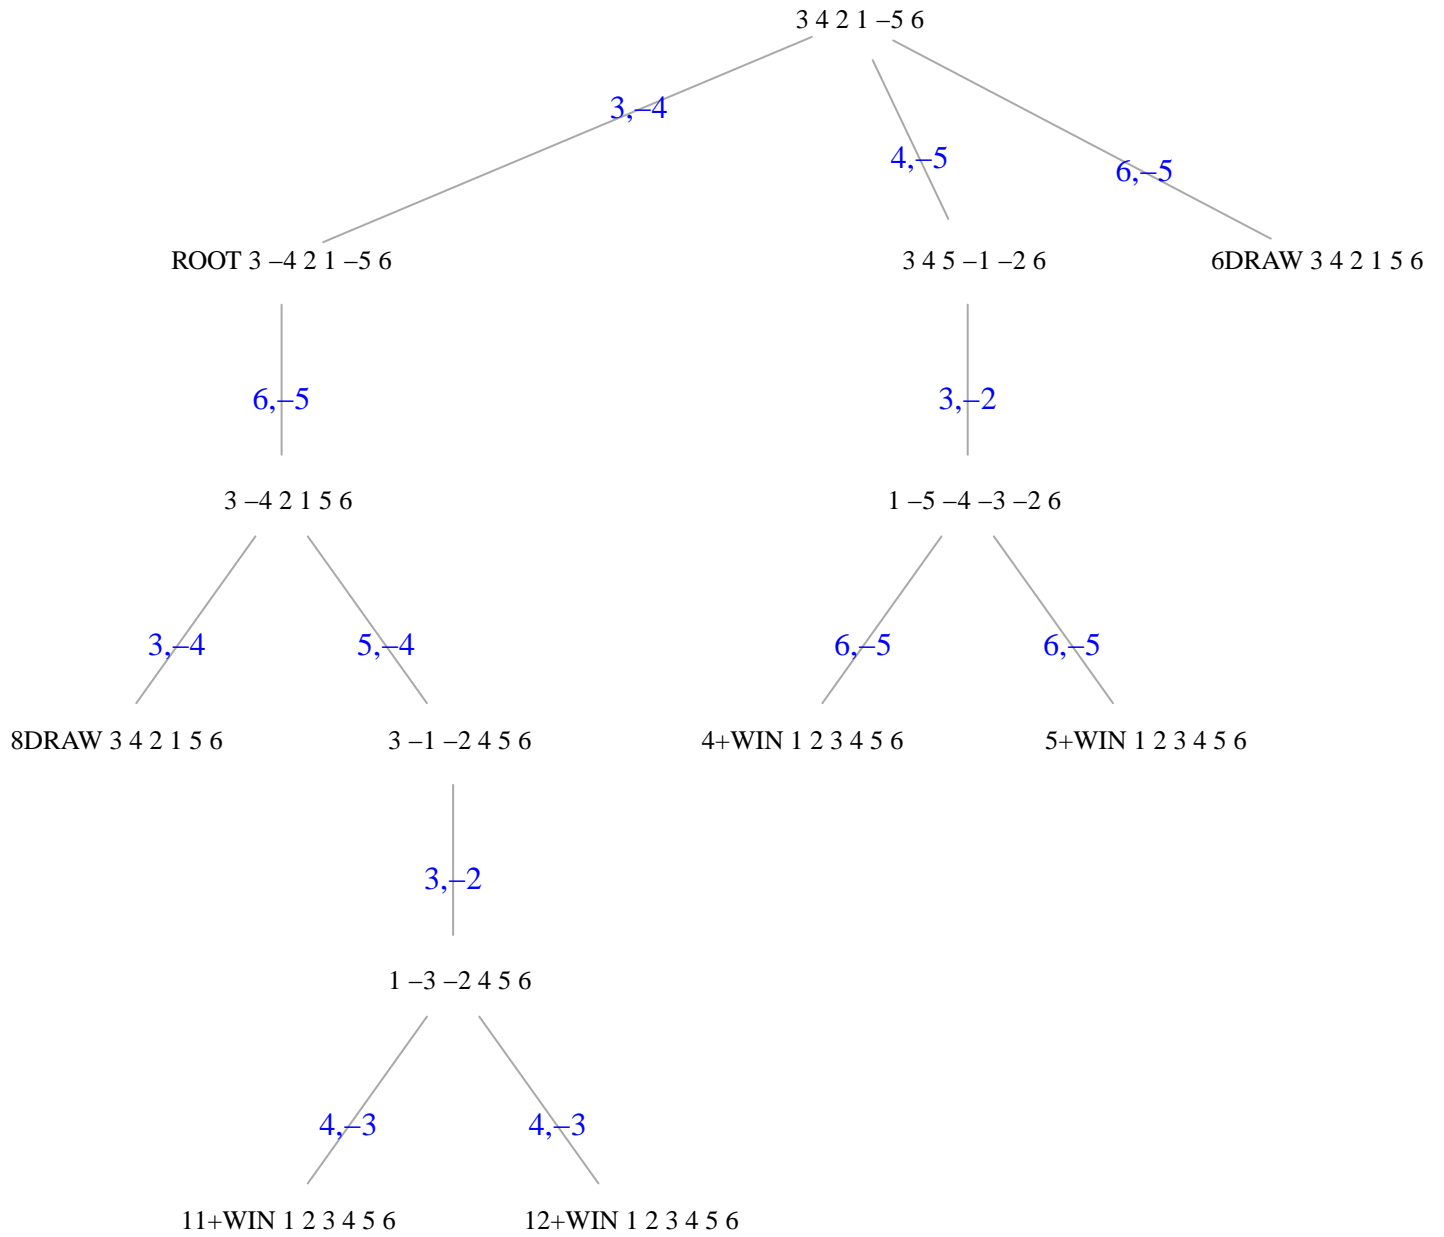 3 4 2 1 –5 6
3,–4
4,–5
6,–5
ROOT 3 –4 2 1 –5 6
3 4 5 –1 –2 6
6DRAW 3 4 2 1 5 6
6,–5
3,–2
3 –4 2 1 5 6
1 –5 –4 –3 –2 6
3,–4
5,–4
6,–5
6,–5
8DRAW 3 4 2 1 5 6
3 –1 –2 4 5 6
4+WIN 1 2 3 4 5 6
5+WIN 1 2 3 4 5 6
3,–2
1 –3 –2 4 5 6
4,–3
4,–3
11+WIN 1 2 3 4 5 6
12+WIN 1 2 3 4 5 6